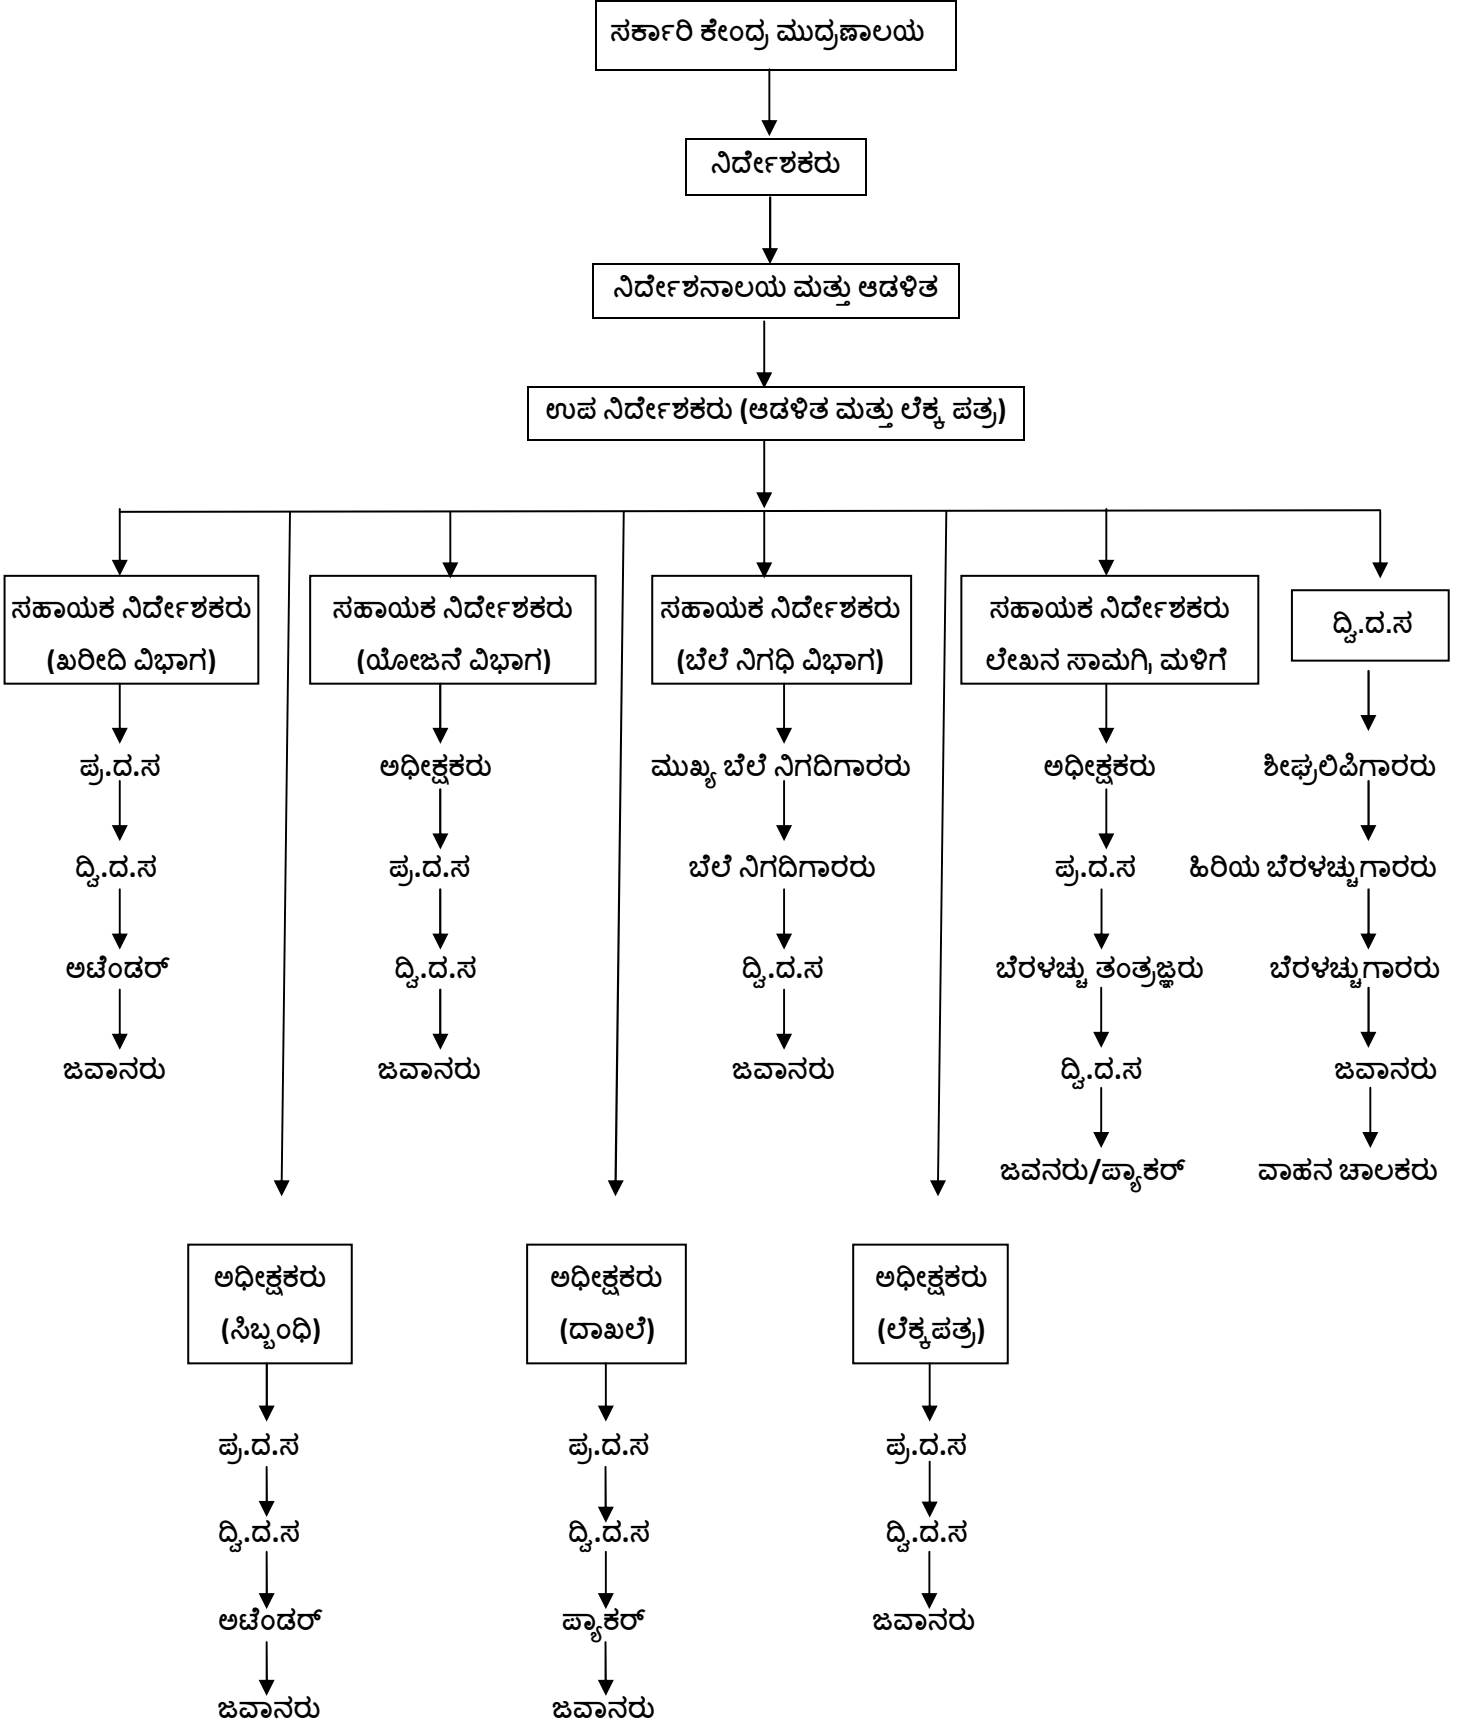 ಸರ್ಕಾರಿ ಕೇಂದ್ರ ಮುದ್ರಣಾಲಯ
ನಿರ್ದೇಶಕರು
ನಿರ್ದೇಶನಾಲಯ ಮತ್ತು ಆಡಳಿತ
ಉಪ ನಿರ್ದೇಶಕರು (ಆಡಳಿತ ಮತ್ತು ಲೆಕ್ಕ ಪತ್ರ)
ಸಹಾಯಕ ನಿರ್ದೇಶಕರು
(ಖರೀದಿ ವಿಭಾಗ)
ಪ್ರ.ದ.ಸ
ದ್ವಿ.ದ.ಸ
ಅಟೆಂಡರ್
ಜವಾನರು
ಸಹಾಯಕ ನಿರ್ದೇಶಕರು
(ಯೋಜನೆ ವಿಭಾಗ)
ಅಧೀಕ್ಷಕರು
ಪ್ರ.ದ.ಸ
ದ್ವಿ.ದ.ಸ
ಜವಾನರು
ಸಹಾಯಕ ನಿರ್ದೇಶಕರು
(ಬೆಲೆ ನಿಗಧಿ ವಿಭಾಗ)
ಮುಖ್ಯ ಬೆಲೆ ನಿಗದಿಗಾರರು
ಬೆಲೆ ನಿಗದಿಗಾರರು
ದ್ವಿ.ದ.ಸ
ಜವಾನರು
ಸಹಾಯಕ ನಿರ್ದೇಶಕರು
ಲೇಖನ ಸಾಮಗ್ರಿ ಮಳಿಗೆ
ಅಧೀಕ್ಷಕರು
ಪ್ರ.ದ.ಸ
ಬೆರಳಚ್ಚು ತಂತ್ರಜ್ಞರು
ದ್ವಿ.ದ.ಸ
ಜವನರು/ಪ್ಯಾಕರ್
ದ್ವಿ.ದ.ಸ
ಶೀಘ್ರಲಿಪಿಗಾರರು
ಹಿರಿಯ ಬೆರಳಚ್ಚುಗಾರರು
ಬೆರಳಚ್ಚುಗಾರರು
ಜವಾನರು
ವಾಹನ ಚಾಲಕರು
ಅಧೀಕ್ಷಕರು
(ಸಿಬ್ಬಂಧಿ)
ಪ್ರ.ದ.ಸ
ದ್ವಿ.ದ.ಸ
ಅಟೆಂಡರ್
ಜವಾನರು
ಅಧೀಕ್ಷಕರು
(ದಾಖಲೆ)
ಪ್ರ.ದ.ಸ
ದ್ವಿ.ದ.ಸ
ಪ್ಯಾಕರ್
ಜವಾನರು
ಅಧೀಕ್ಷಕರು
(ಲೆಕ್ಕಪತ್ರ)
ಪ್ರ.ದ.ಸ
ದ್ವಿ.ದ.ಸ
ಜವಾನರು